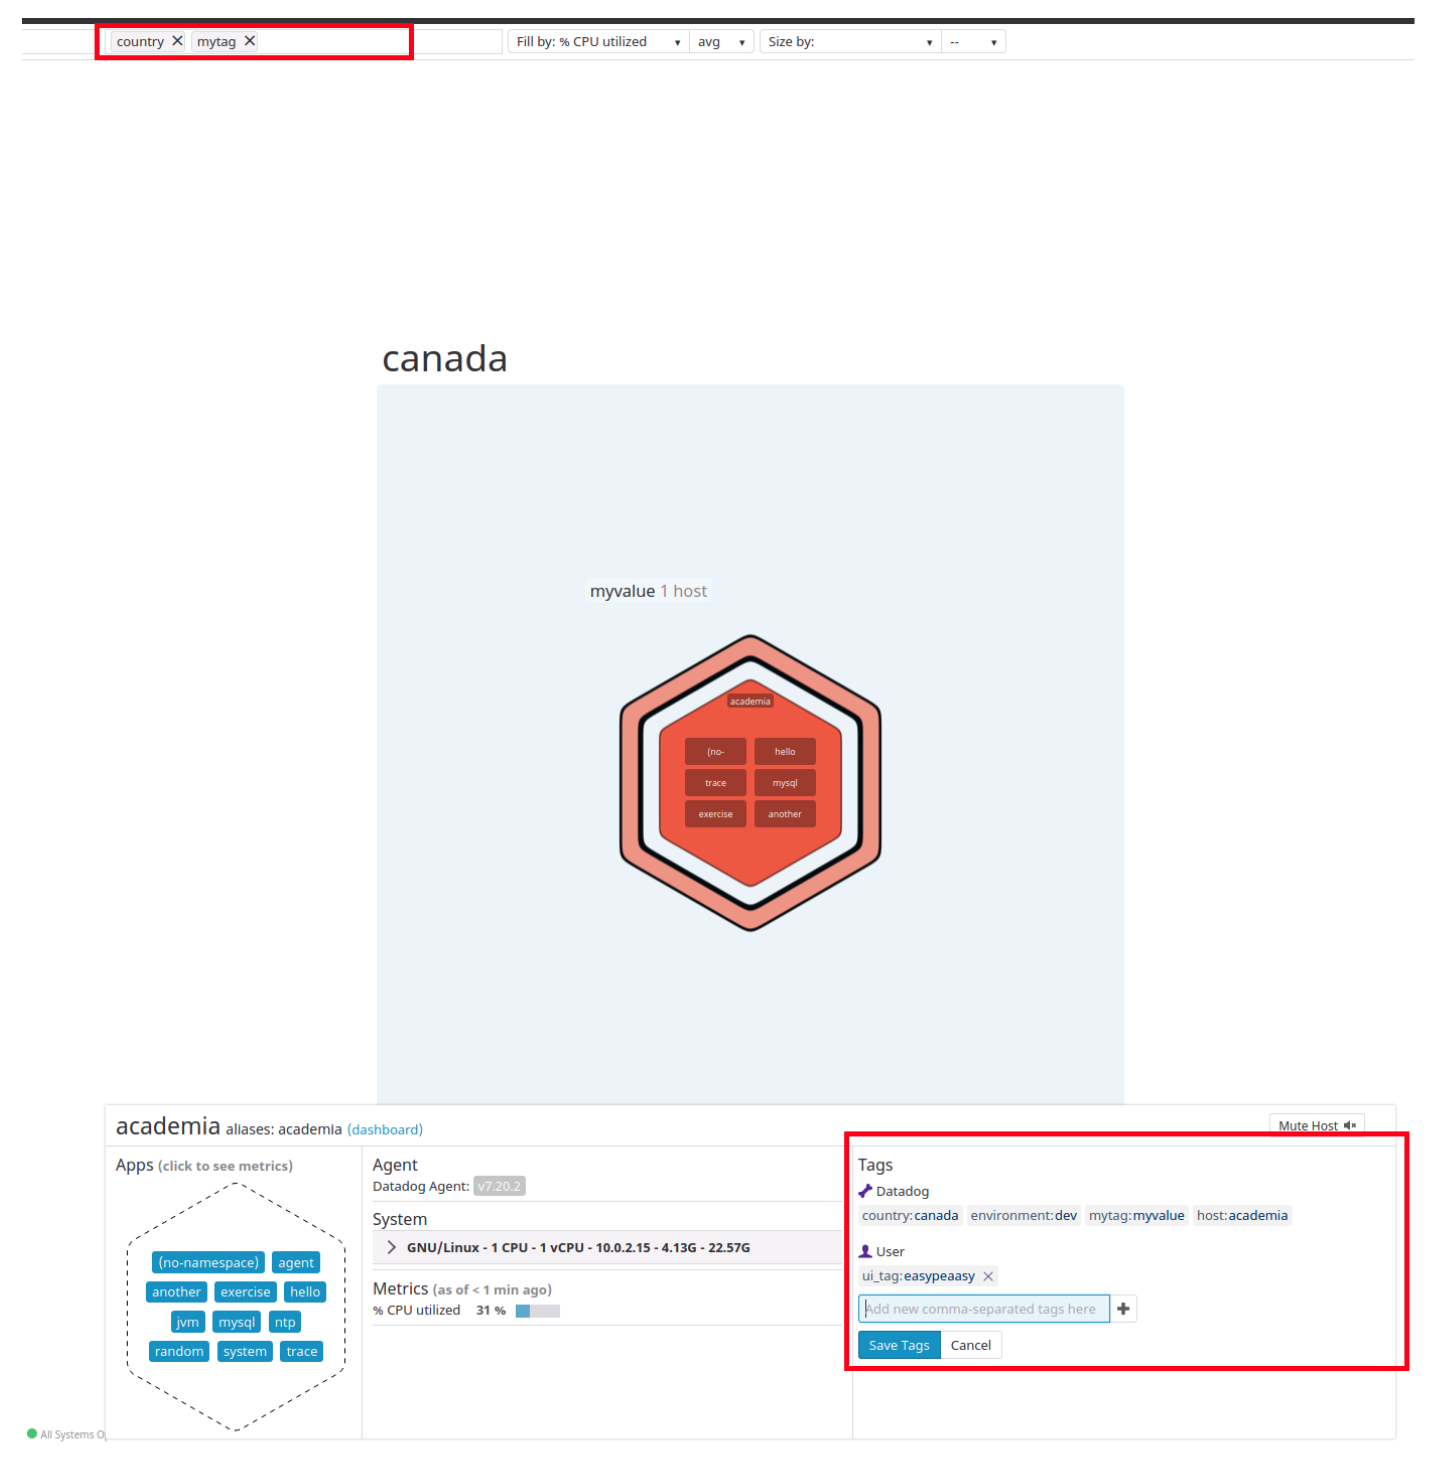 country ✕ mytag ✕ Fill by: % CPU utilized ▾ avg ▾ Size by: ▾ -- ▾
canada
myvalue 1 host
academia
(no- hello
trace mysql
exercise another
academia aliases: academia (dashboard)
Mute Host
Apps (click to see metrics)
(no-namespace) agent
another exercise hello
jvm mysql ntp
random system trace
Agent
Datadog Agent: v7.20.2
System
GNU/Linux - 1 CPU - 1 vCPU - 10.0.2.15 - 4.13G - 22.57G
Metrics (as of < 1 min ago)
% CPU utilized 31 %
Tags
Datadog
country:canada environment:dev mytag:myvalue host:academia
User
ui_tag:easypeaasy ✕
Add new comma-separated tags here
Save Tags Cancel
All Systems